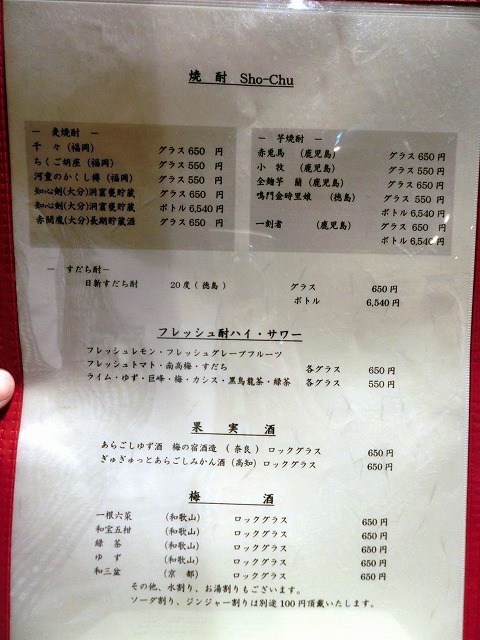 焼 酎 Sho-Chu
－ 麦焼酎 －
千 々 (福岡) グラス 650 円
ちくご胡座 (福岡) グラス 550 円
河童のかくし樽 (福岡) グラス 550 円
知心剣(大分)洞窟甕貯蔵 グラス 650 円
知心剣(大分)洞窟甕貯蔵 ボトル 6,540円
赤閻魔(大分)長期貯蔵酒 グラス 650 円
－ 芋焼酎 －
赤兎馬 (鹿児島) グラス 650 円
小 牧 (鹿児島) グラス 550 円
全麹芋 蘭 (鹿児島) グラス 550 円
鳴門金時里娘 (徳島) グラス 550 円
ボトル 6,540 円
一刻者 (鹿児島) グラス 650 円
ボトル 6,540円
－ すだち酎－
日新すだち酎 20度 (徳島) グラス 650 円
ボトル 6,540 円
フレッシュ酎ハイ・サワー
フレッシュレモン・フレッシュグレープフルーツ
フレッシュトマト・南高梅・すだち 各グラス 650 円
ライム・ゆず・巨峰・梅・カシス・黒烏龍茶・緑茶 各グラス 550 円
果 実 酒
あらごしゆず酒 梅の宿酒造 (奈良) ロックグラス 650 円
ぎゅぎゅっとあらごしみかん酒 (高知) ロックグラス 650 円
梅 酒
一根六菜 (和歌山) ロックグラス 650 円
和宝五柑 (和歌山) ロックグラス 650 円
緑 茶 (和歌山) ロックグラス 650 円
ゆ ず (和歌山) ロックグラス 650 円
和三盆 (京 都) ロックグラス 650 円
その他、水割り、お湯割りもございます。
ソーダ割り、ジンジャー割りは別途 100 円頂戴いたします。